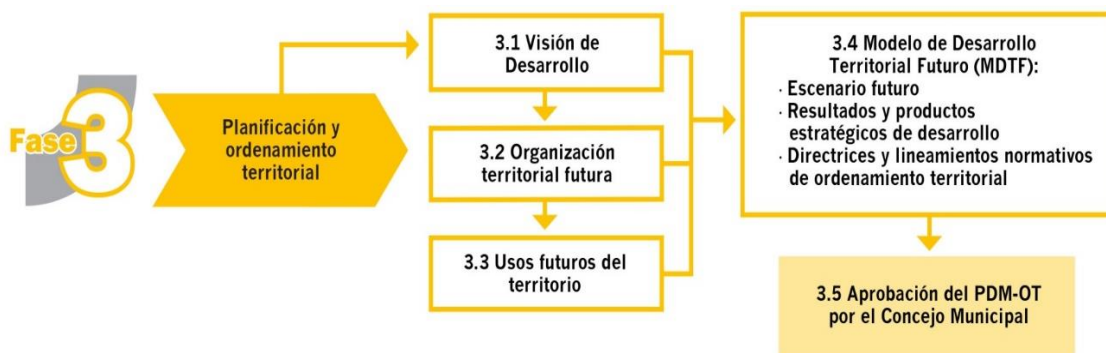 Fase 3
Planificación y
ordenamiento
territorial
3.1 Visión de
Desarrollo
3.2 Organización
territorial futura
3.3 Usos futuros del
territorio
3.4 Modelo de Desarrollo
Territorial Futuro (MDTF):
· Escenario futuro
· Resultados y productos
estratégicos de desarrollo
· Directrices y lineamientos normativos
de ordenamiento territorial
3.5 Aprobación del PDM-OT
por el Concejo Municipal